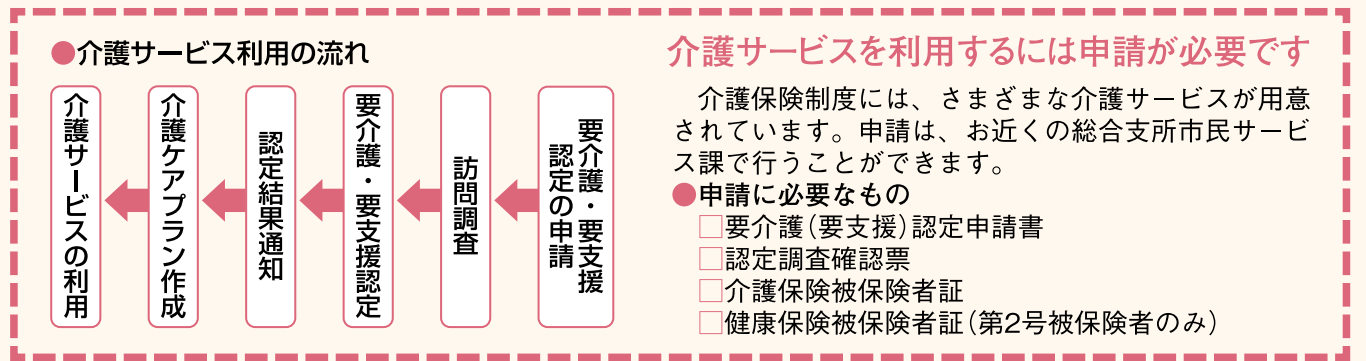 介護サービスを利用するには申請が必要です
介護保険制度には、さまざまな介護サービスが用意
されています。申請は、お近くの総合支所市民サービ
ス課で行うことができます。
●申請に必要なもの
□要介護(要支援)認定申請書
□認定調査確認票
□介護保険被保険者証
□健康保険被保険者証(第2号被保険者のみ)
●介護サービス利用の流れ
要介護・要支援
認定の申請
訪問調査
要介護・要支援認定
認定結果通知
介護ケアプラン作成
介護サービスの利用